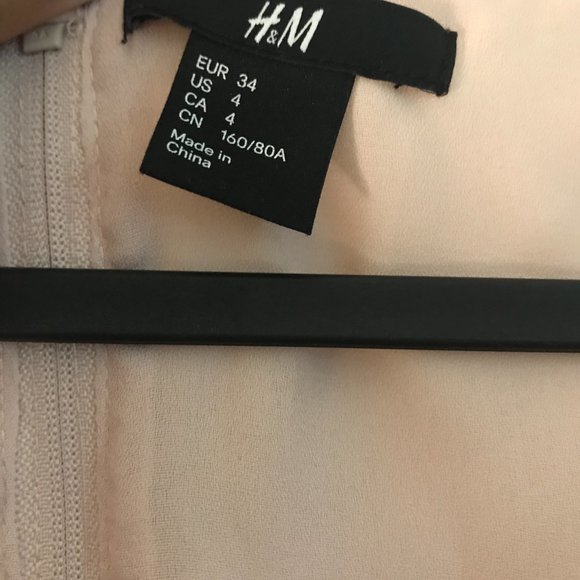 H&M
EUR 34
US 4
CA 4
CN 160/80A
Made in
China